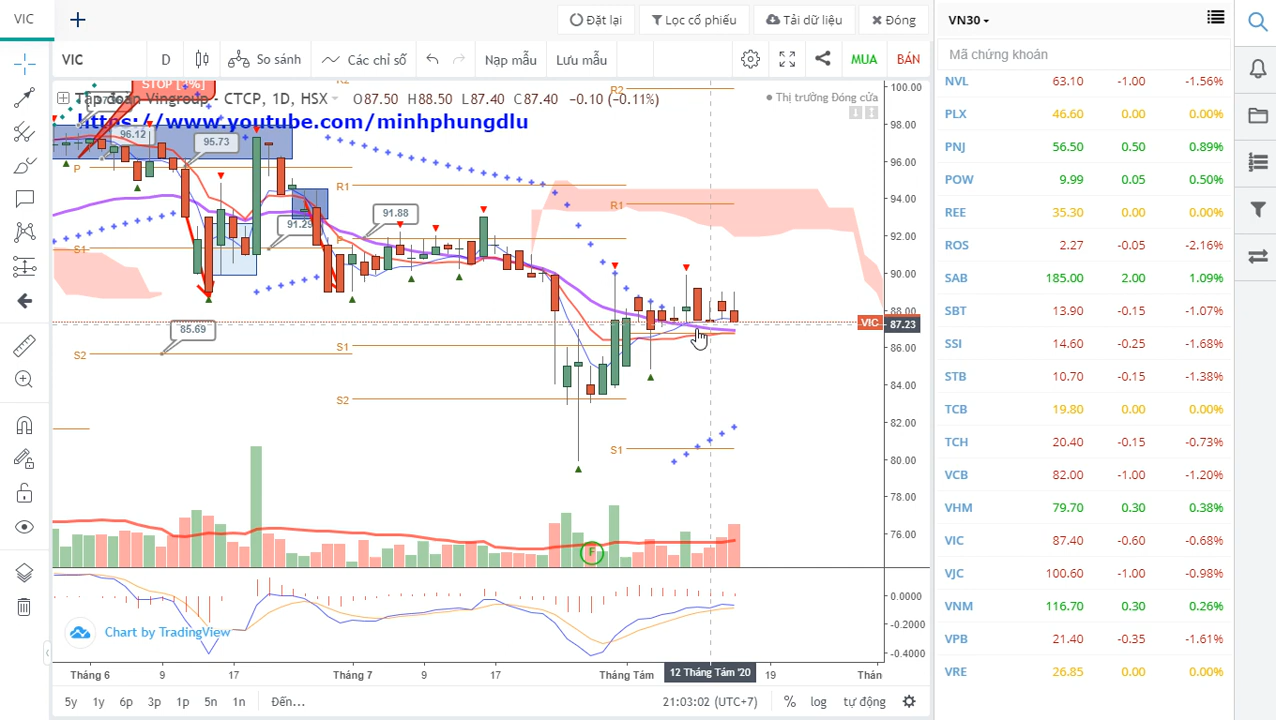 VIC
Đặt lại
Lọc cổ phiếu
Tải dữ liệu
Đóng
VN30
VIC
D
So sánh
Các chỉ số
Nạp mẫu
Lưu mẫu
MUA
BÁN
Mã chứng khoán
STOP [
Tập đoàn Vingroup - CTCP, 1D, HSX
O87.50 H88.50 L87.40 C87.40 -0.10 (-0.11%)
Thị trường Đóng cửa
https://www.youtube.com/minhphungdlu
R2
R2
96.12
95.73
P
R1
R1
91.88
91.29
S1
P
85.69
S2
S1
S2
S1
F
100.00
98.00
96.00
94.00
92.00
90.00
88.00
VIC
87.23
86.00
84.00
82.00
80.00
78.00
76.00
0.0000
-0.2000
-0.4000
Chart by TradingView
Tháng 6
9
17
Tháng 7
9
17
Tháng Tám
12 Tháng Tám '20
19
Thán
5y
1y
6p
3p
1p
5n
1n
Đến...
21:03:02 (UTC+7)
%
log
tự động
NVL 63.10 -1.00 -1.56%
PLX 46.60 0.00 0.00%
PNJ 56.50 0.50 0.89%
POW 9.99 0.05 0.50%
REE 35.30 0.00 0.00%
ROS 2.27 -0.05 -2.16%
SAB 185.00 2.00 1.09%
SBT 13.90 -0.15 -1.07%
SSI 14.60 -0.25 -1.68%
STB 10.70 -0.15 -1.38%
TCB 19.80 0.00 0.00%
TCH 20.40 -0.15 -0.73%
VCB 82.00 -1.00 -1.20%
VHM 79.70 0.30 0.38%
VIC 87.40 -0.60 -0.68%
VJC 100.60 -1.00 -0.98%
VNM 116.70 0.30 0.26%
VPB 21.40 -0.35 -1.61%
VRE 26.85 0.00 0.00%